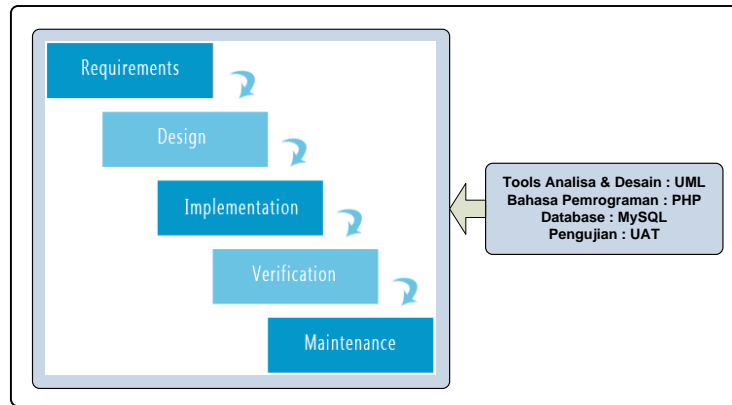 Requirements
Design
Implementation
Verification
Maintenance
Tools Analisa & Desain : UML
Bahasa Pemrograman : PHP
Database : MySQL
Pengujian : UAT